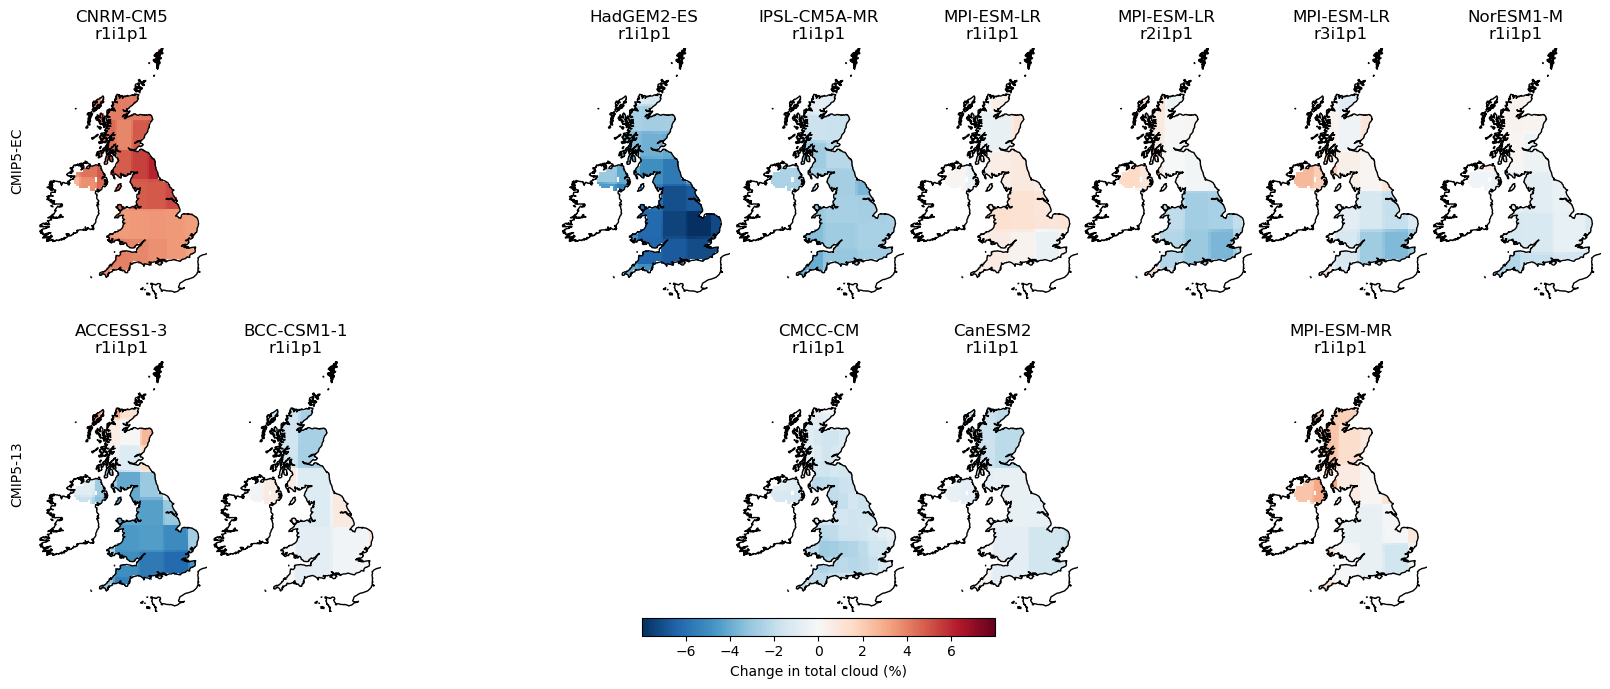 CNRM-CM5
r1i1p1
HadGEM2-ES
r1i1p1
IPSL-CM5A-MR
r1i1p1
MPI-ESM-LR
r1i1p1
MPI-ESM-LR
r2i1p1
MPI-ESM-LR
r3i1p1
NorESM1-M
r1i1p1
CMIP5-EC
ACCESS1-3
r1i1p1
BCC-CSM1-1
r1i1p1
CMCC-CM
r1i1p1
CanESM2
r1i1p1
MPI-ESM-MR
r1i1p1
CMIP5-13
−6 −4 −2 0 2 4 6
Change in total cloud (%)